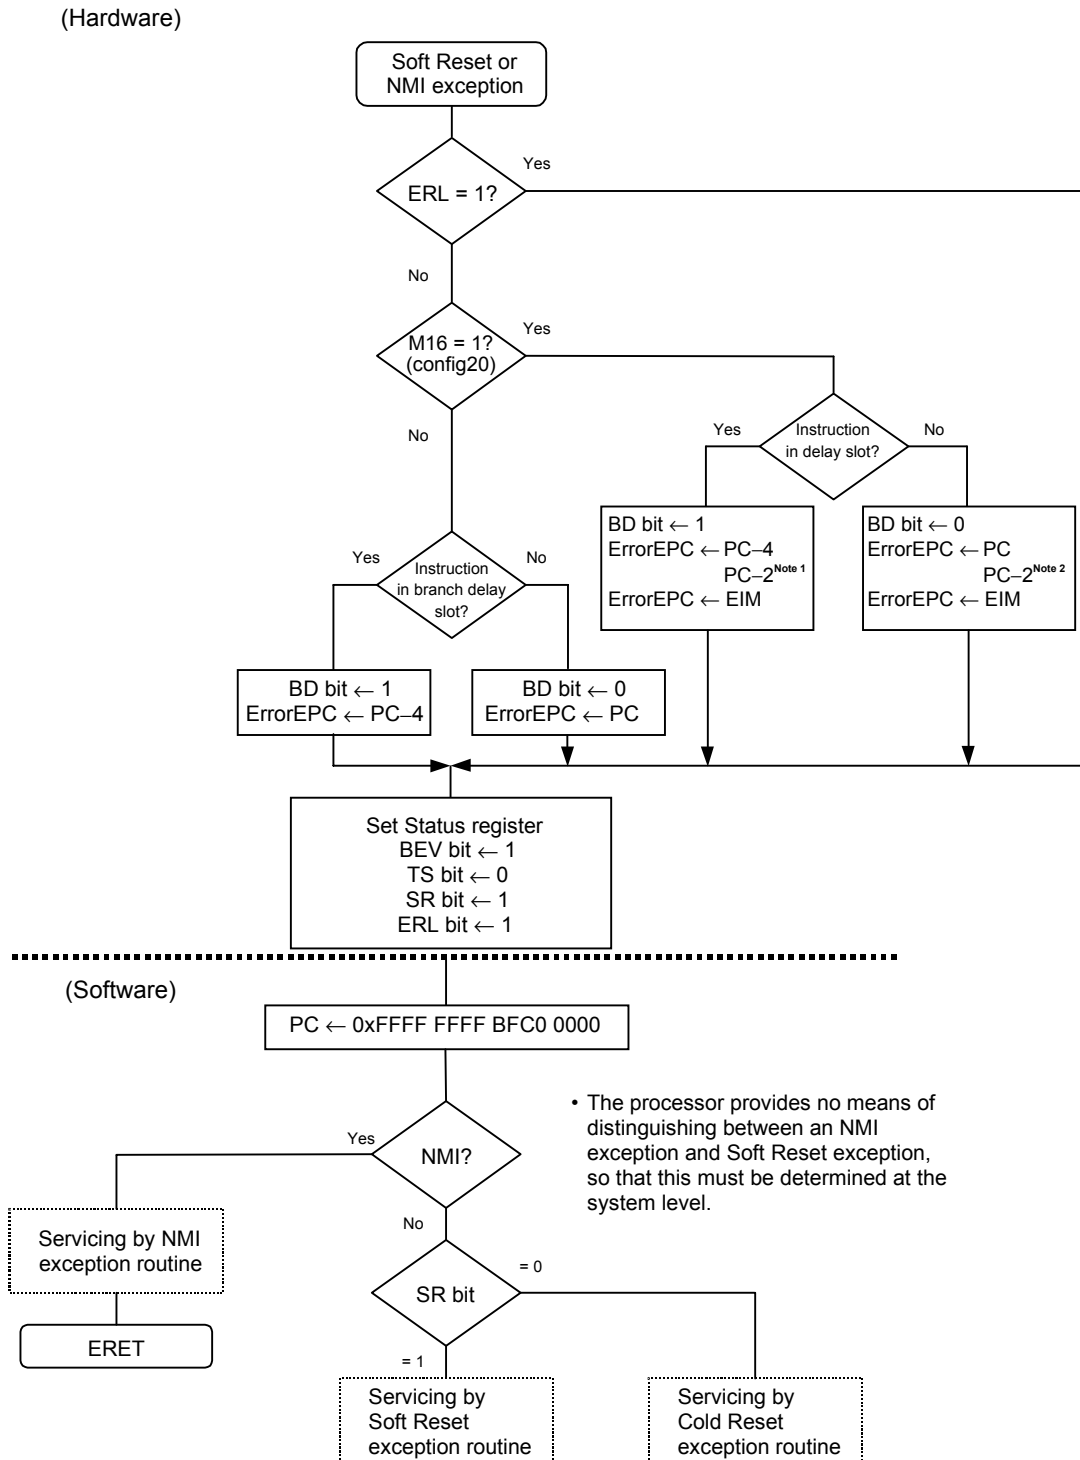 (Hardware)
Soft Reset or
NMI exception
Yes
ERL = 1?
No
Yes
M16 = 1?
(config20)
No
Yes
Instruction
in delay slot?
No
BD bit ← 1
ErrorEPC ← PC–4
PC–2Note 1
ErrorEPC ← EIM
BD bit ← 0
ErrorEPC ← PC
PC–2Note 2
ErrorEPC ← EIM
Yes
Instruction
in branch delay
slot?
No
BD bit ← 1
ErrorEPC ← PC–4
BD bit ← 0
ErrorEPC ← PC
Set Status register
BEV bit ← 1
TS bit ← 0
SR bit ← 1
ERL bit ← 1
(Software)
PC ← 0xFFFF FFFF BFC0 0000
• The processor provides no means of
distinguishing between an NMI
exception and Soft Reset exception,
so that this must be determined at the
system level.
Yes
NMI?
No
Servicing by NMI
exception routine
ERET
SR bit
= 0
= 1
Servicing by
Soft Reset
exception routine
Servicing by
Cold Reset
exception routine